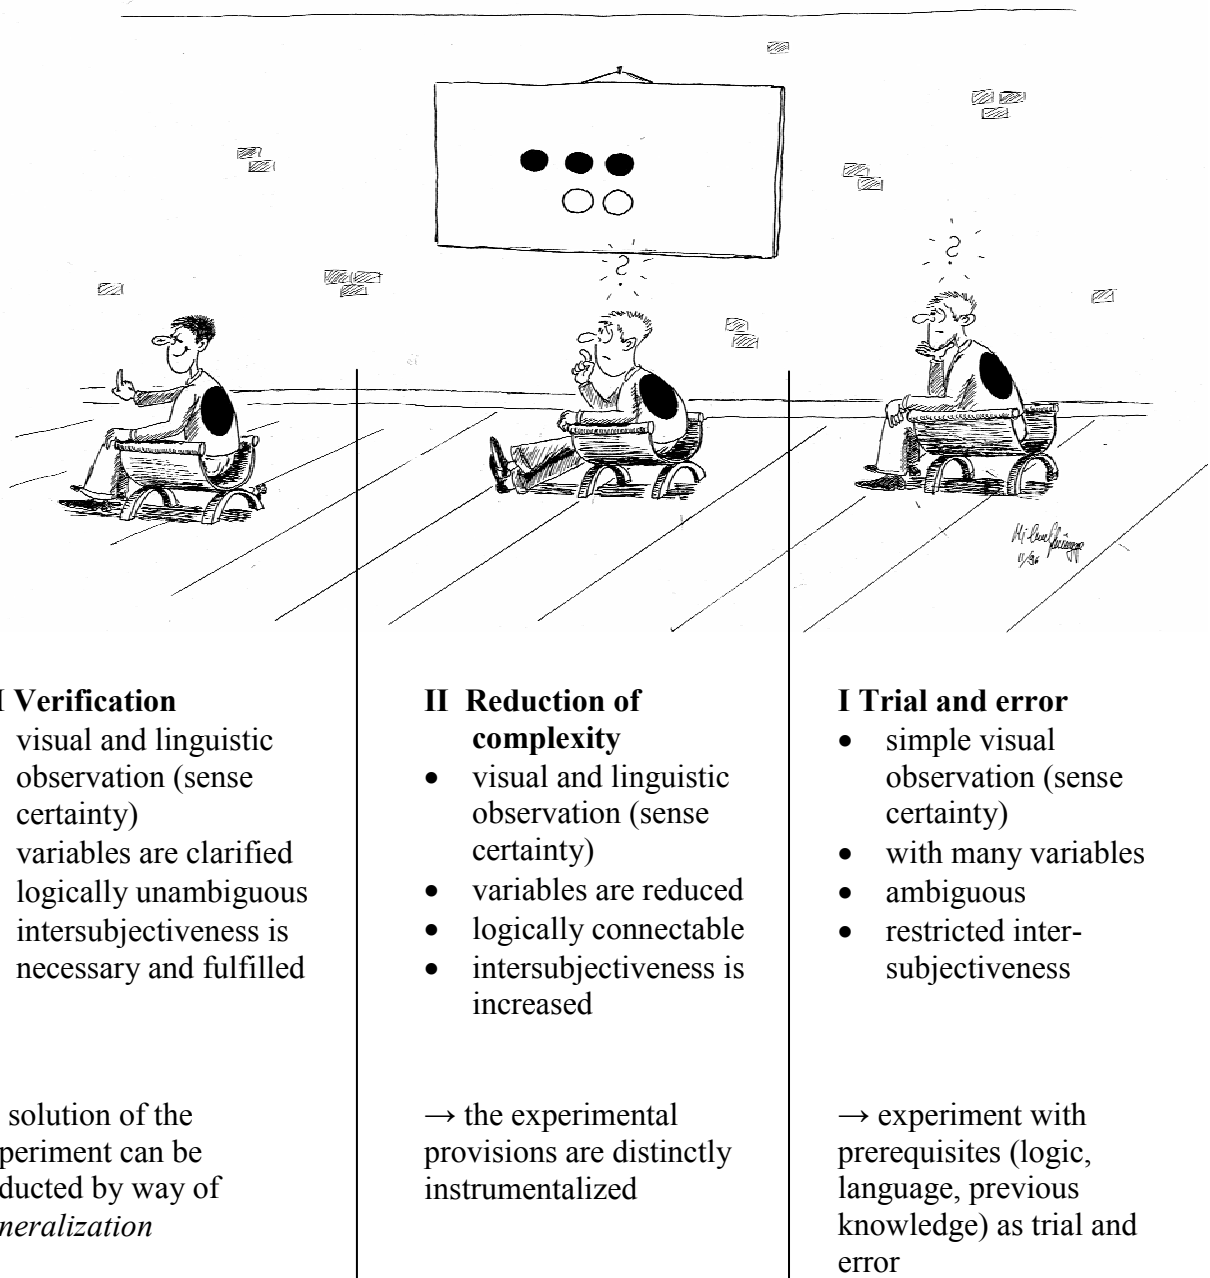 ?
?
I Verification
visual and linguistic
observation (sense
certainty)
variables are clarified
logically unambiguous
intersubjectiveness is
necessary and fulfilled
solution of the
periment can be
ducted by way of
neralization
II Reduction of
complexity
• visual and linguistic
observation (sense
certainty)
• variables are reduced
• logically connectable
• intersubjectiveness is
increased
→ the experimental
provisions are distinctly
instrumentalized
I Trial and error
• simple visual
observation (sense
certainty)
• with many variables
• ambiguous
• restricted inter-
subjectiveness
→ experiment with
prerequisites (logic,
language, previous
knowledge) as trial and
error